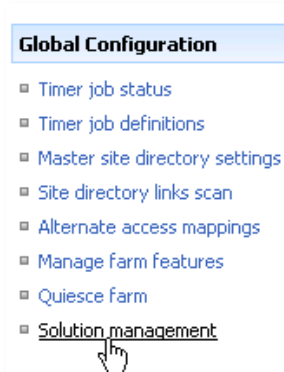 Global Configuration
Timer job status
Timer job definitions
Master site directory settings
Site directory links scan
Alternate access mappings
Manage farm features
Quiesce farm
Solution management